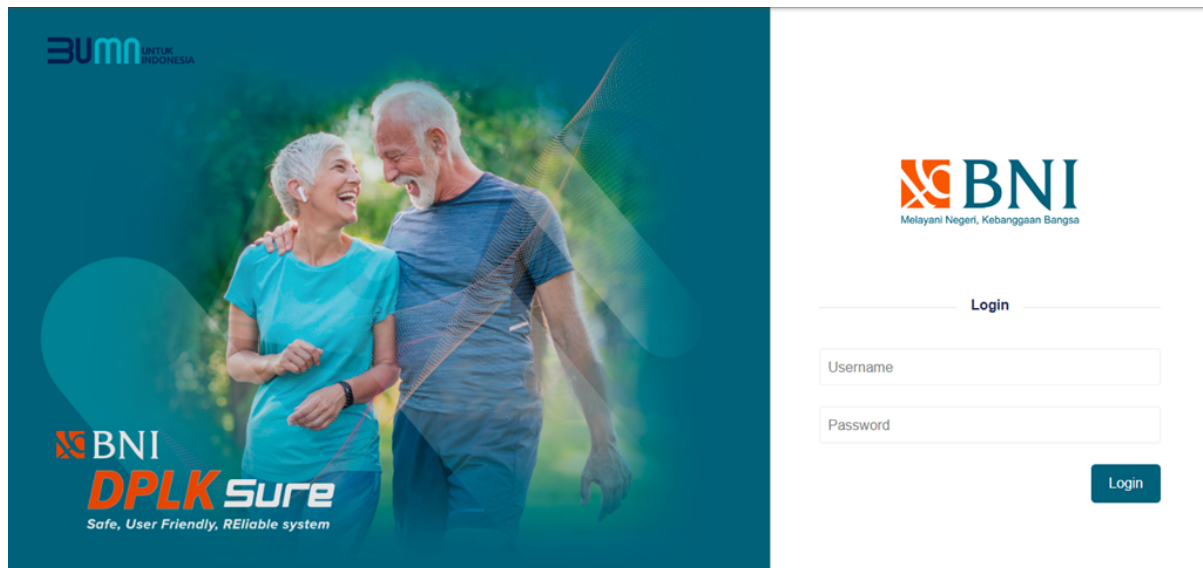 BUMN UNTUK
INDONESIA
BNI
DPLK Sure
Safe, User Friendly, REliable system
BNI
Melayani Negeri, Kebanggaan Bangsa
Login
Username
Password
Login